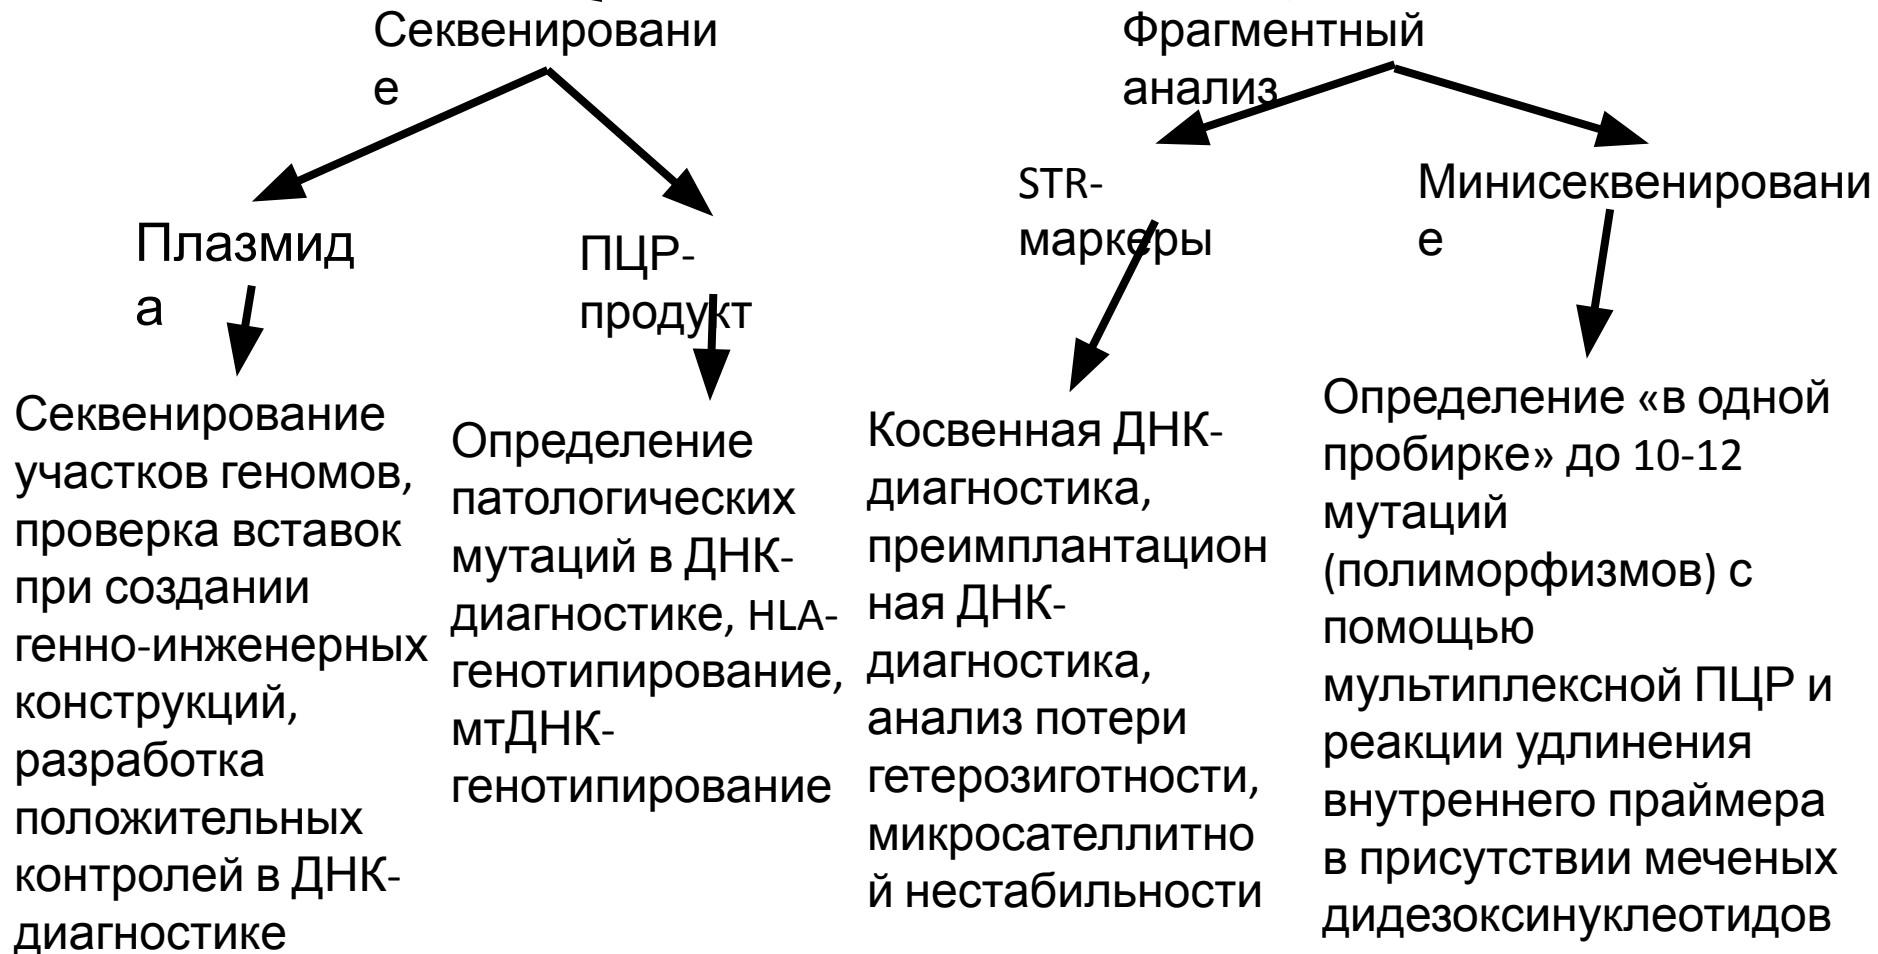 Секвенировани
е
Фрагментный
анализ
Плазмид
а
ПЦР-
продукт
STR-
маркеры
Минисеквенировани
е
Секвенирование
участков геномов,
проверка вставок
при создании
генно-инженерных
конструкций,
разработка
положительных
контролей в ДНК-
диагностике
Определение
патологических
мутаций в ДНК-
диагностике, HLA-
генотипирование,
мтДНК-
генотипирование
Косвенная ДНК-
диагностика,
преимплантацион
ная ДНК-
диагностика,
анализ потери
гетерозиготности,
микросателлитно
й нестабильности
Определение «в одной
пробирке» до 10-12
мутаций
(полиморфизмов) с
помощью
мультиплексной ПЦР и
реакции удлинения
внутреннего праймера
в присутствии меченых
дидезоксинуклеотидов